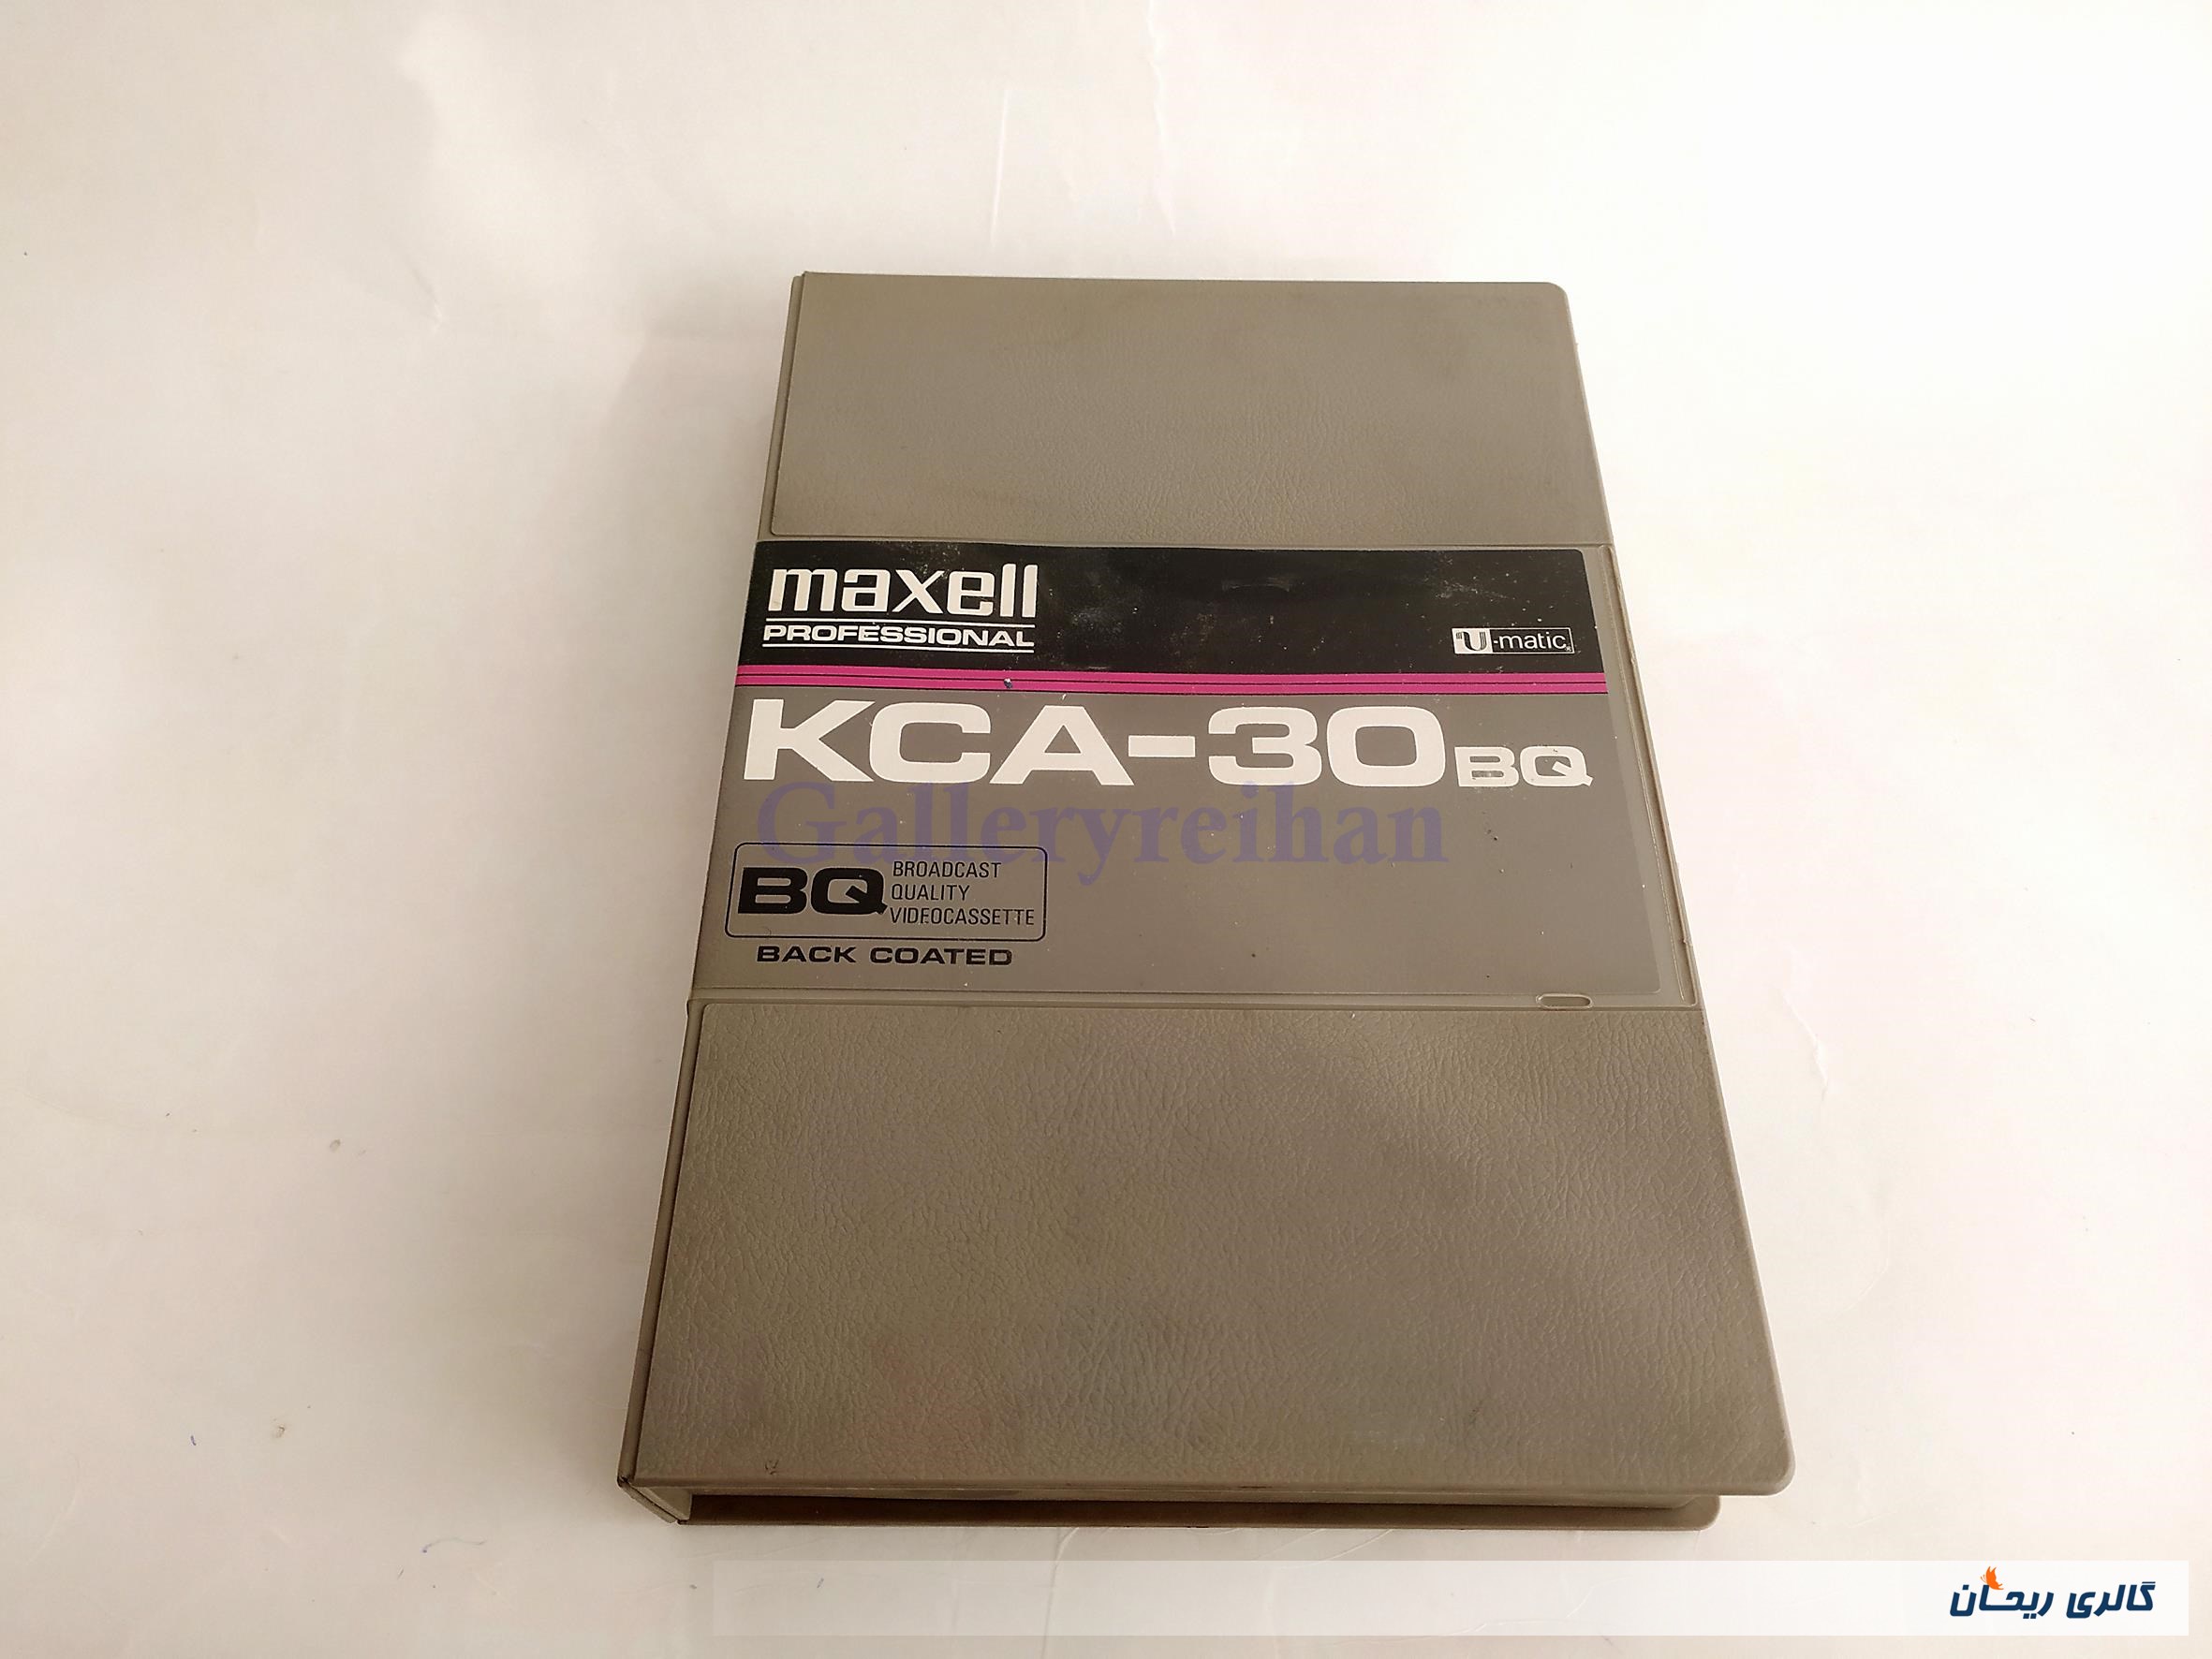 maxell
PROFESSIONAL
U-matic
KCA-30BQ
Galleryreihan
BQ BROADCAST
QUALITY
VIDEOCASSETTE
BACK COATED
گالری ریحان